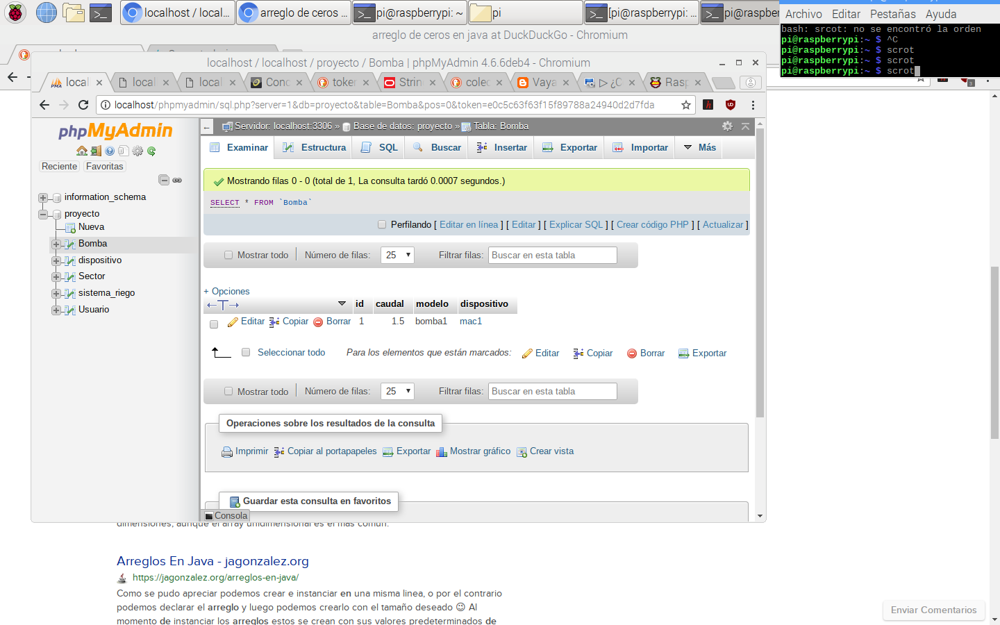 localhost / local...
arreglo de ceros ...
pi@raspberrypi: ~
pi
[pi@raspberrypi: ...
pi@raspber
Archivo Editar Pestañas Ayuda
bash: srcot: no se encontró la orden
pi@raspberrypi:~ $ ^C
pi@raspberrypi:~ $ scrot
pi@raspberrypi:~ $ scrot
pi@raspberrypi:~ $ scrot
arreglo de ceros en java at DuckDuckGo - Chromium
localhost / localhost / proyecto / Bomba | phpMyAdmin 4.6.6deb4 - Chromium
local
local
local
Conc
token
String
colec
Vaya
▷ ¿C
Rasp
localhost/phpmyadmin/sql.php?server=1&db=proyecto&table=Bomba&pos=0&token=e0c5c63f63f15f89788a24940d2d7fda
phpMyAdmin
Reciente Favoritas
information_schema
proyecto
Nueva
Bomba
dispositivo
Sector
sistema_riego
Usuario
Servidor: localhost:3306 » Base de datos: proyecto » Tabla: Bomba
Examinar Estructura SQL Buscar Insertar Exportar Importar Más
Mostrando filas 0 - 0 (total de 1, La consulta tardó 0.0007 segundos.)
SELECT * FROM `Bomba`
Perfilando [ Editar en línea ] [ Editar ] [ Explicar SQL ] [ Crear código PHP ] [ Actualizar ]
Mostrar todo Número de filas: 25 Filtrar filas: Buscar en esta tabla
+ Opciones
id caudal modelo dispositivo
Editar Copiar Borrar 1 1.5 bomba1 mac1
Seleccionar todo Para los elementos que están marcados: Editar Copiar Borrar Exportar
Mostrar todo Número de filas: 25 Filtrar filas: Buscar en esta tabla
Operaciones sobre los resultados de la consulta
Imprimir Copiar al portapapeles Exportar Mostrar gráfico Crear vista
Guardar esta consulta en favoritos
Consola
dimensiones, aunque el array unidimensional es el más común.
Arreglos En Java - jagonzalez.org
https://jagonzalez.org/arreglos-en-java/
Como se pudo apreciar podemos crear e instanciar en una misma linea, o por el contrario
podemos declarar el arreglo y luego podemos crearlo con el tamaño deseado 😉 Al
momento de instanciar los arreglos estos se crean con sus valores predeterminados de
Enviar Comentarios